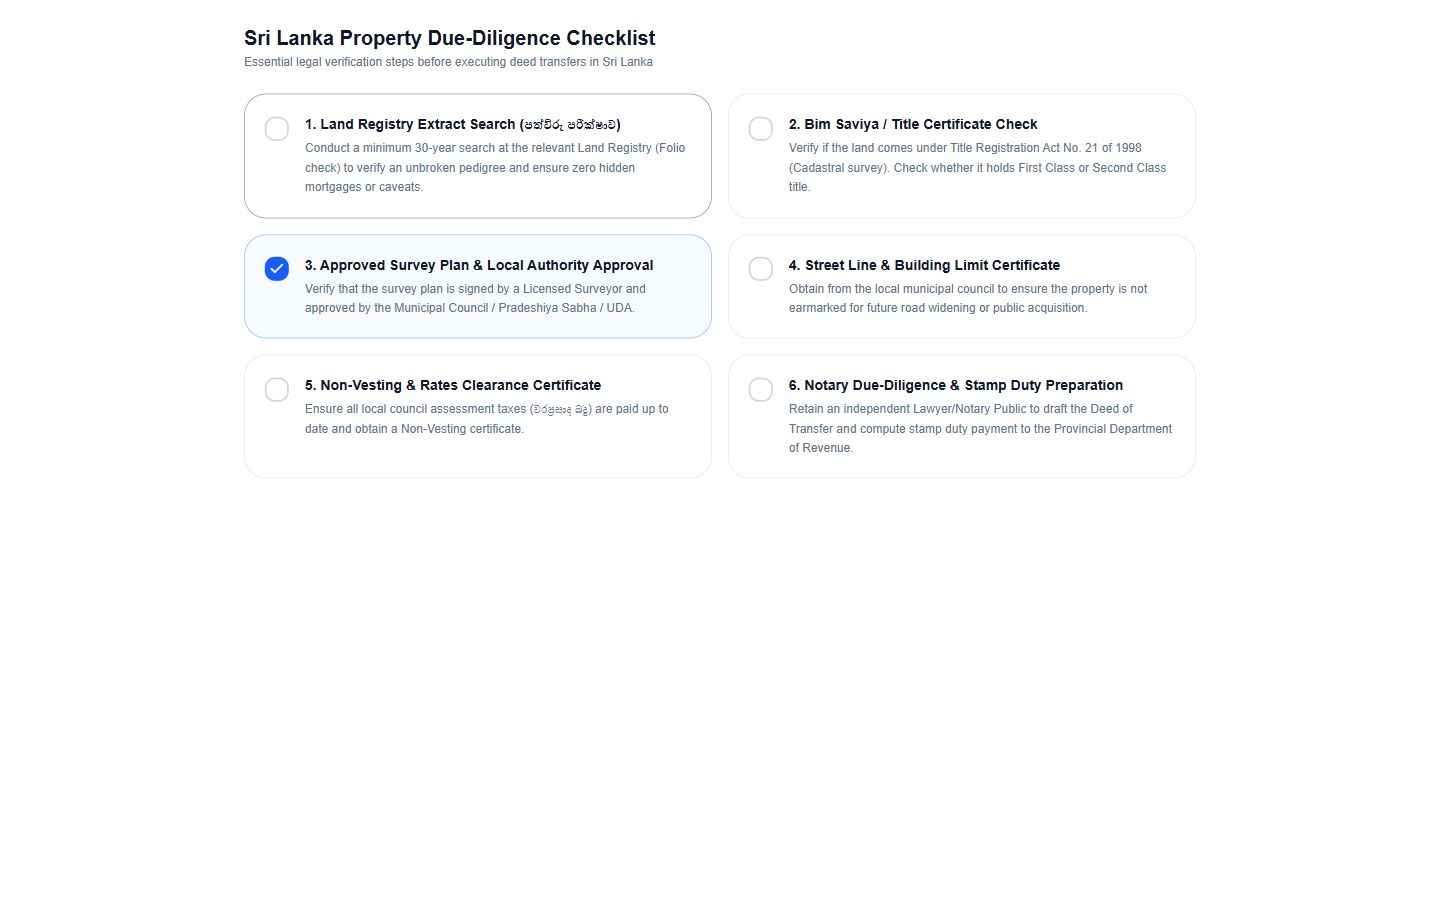 Sri Lanka Property Due-Diligence Checklist
Essential legal verification steps before executing deed transfers in Sri Lanka
1. Land Registry Extract Search (පත්විරු පරීක්ෂාව)
Conduct a minimum 30-year search at the relevant Land Registry (Folio
check) to verify an unbroken pedigree and ensure zero hidden
mortgages or caveats.
2. Bim Saviya / Title Certificate Check
Verify if the land comes under Title Registration Act No. 21 of 1998
(Cadastral survey). Check whether it holds First Class or Second Class
title.
3. Approved Survey Plan & Local Authority Approval
Verify that the survey plan is signed by a Licensed Surveyor and
approved by the Municipal Council / Pradeshiya Sabha / UDA.
4. Street Line & Building Limit Certificate
Obtain from the local municipal council to ensure the property is not
earmarked for future road widening or public acquisition.
5. Non-Vesting & Rates Clearance Certificate
Ensure all local council assessment taxes (වරප්‍රසාද බදු) are paid up to
date and obtain a Non-Vesting certificate.
6. Notary Due-Diligence & Stamp Duty Preparation
Retain an independent Lawyer/Notary Public to draft the Deed of
Transfer and compute stamp duty payment to the Provincial Department
of Revenue.